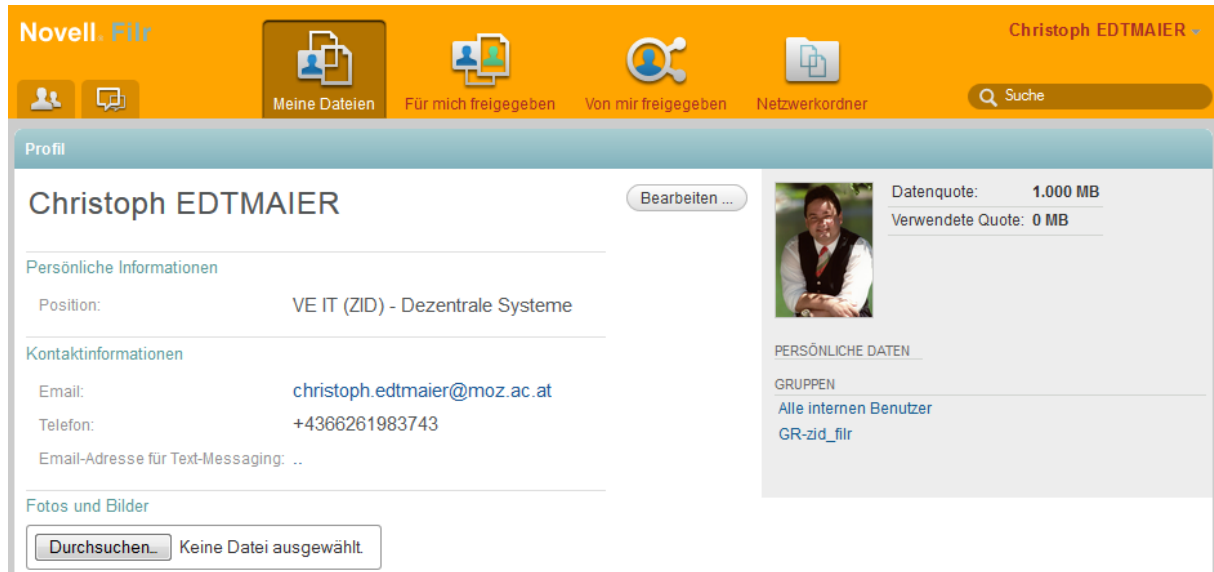 Novell. Filr
Christoph EDTMAIER
Meine Dateien
Für mich freigegeben
Von mir freigegeben
Netzwerkordner
Suche
Profil
Christoph EDTMAIER
Bearbeiten ...
Datenquote: 1.000 MB
Verwendete Quote: 0 MB
Persönliche Informationen
Position: VE IT (ZID) - Dezentrale Systeme
Kontaktinformationen
Email: christoph.edtmaier@moz.ac.at
Telefon: +4366261983743
Email-Adresse für Text-Messaging: ..
PERSÖNLICHE DATEN
GRUPPEN
Alle internen Benutzer
GR-zid_filr
Fotos und Bilder
Durchsuchen... Keine Datei ausgewählt.